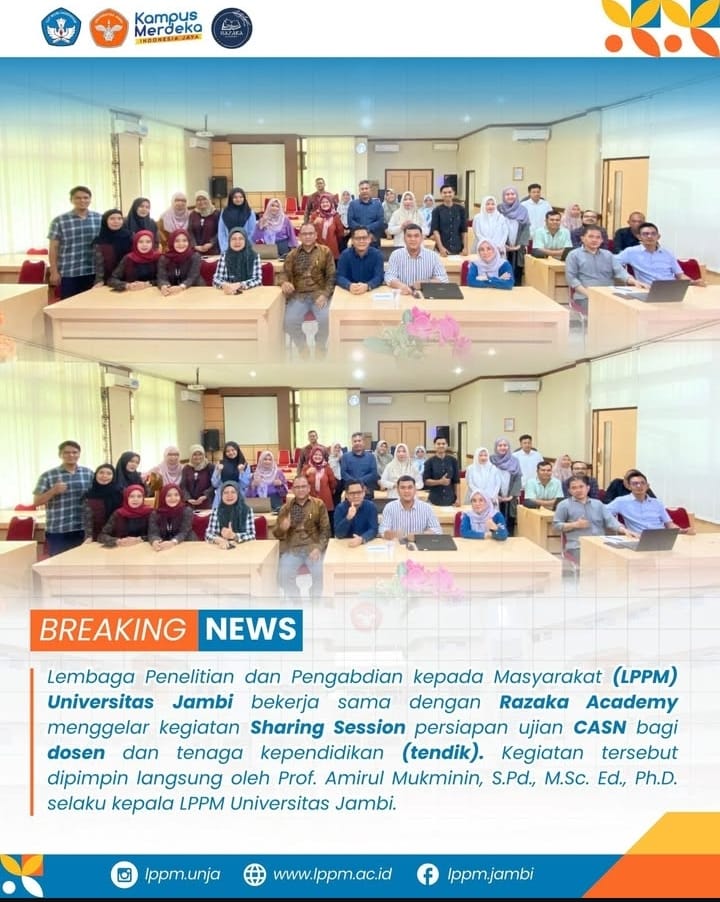 Kampus
Merdeka
INDONESIA JAYA
RAZAKA
BREAKING NEWS
Lembaga Penelitian dan Pengabdian kepada Masyarakat (LPPM)
Universitas Jambi bekerja sama dengan Razaka Academy
menggelar kegiatan Sharing Session persiapan ujian CASN bagi
dosen dan tenaga kependidikan (tendik). Kegiatan tersebut
dipimpin langsung oleh Prof. Amirul Mukminin, S.Pd., M.Sc. Ed., Ph.D.
selaku kepala LPPM Universitas Jambi.
lppm.unja
www.lppm.ac.id
lppm.jambi